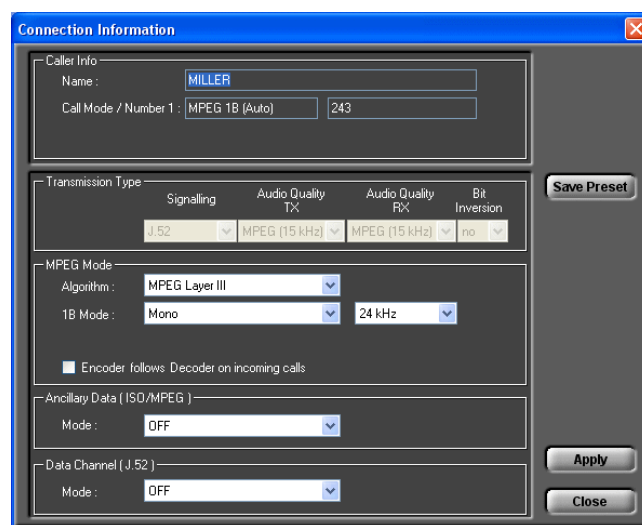 Connection Information
Caller Info
Name :
MILLER
Call Mode / Number 1 : MPEG 1B (Auto) 243
Transmission Type
Signalling Audio Quality TX Audio Quality RX Bit Inversion
J.52 MPEG (15 kHz) MPEG (15 kHz) no
Save Preset
MPEG Mode
Algorithm : MPEG Layer III
1B Mode : Mono 24 kHz
Encoder follows Decoder on incoming calls
Ancillary Data ( ISO/MPEG )
Mode : OFF
Data Channel ( J.52 )
Mode : OFF
Apply
Close